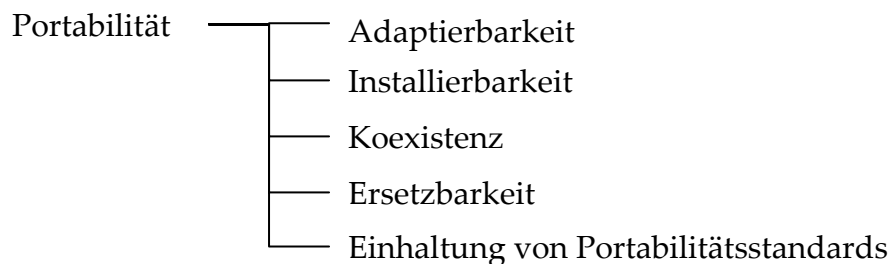 Portabilität
Adaptierbarkeit
Installierbarkeit
Koexistenz
Ersetzbarkeit
Einhaltung von Portabilitätsstandards